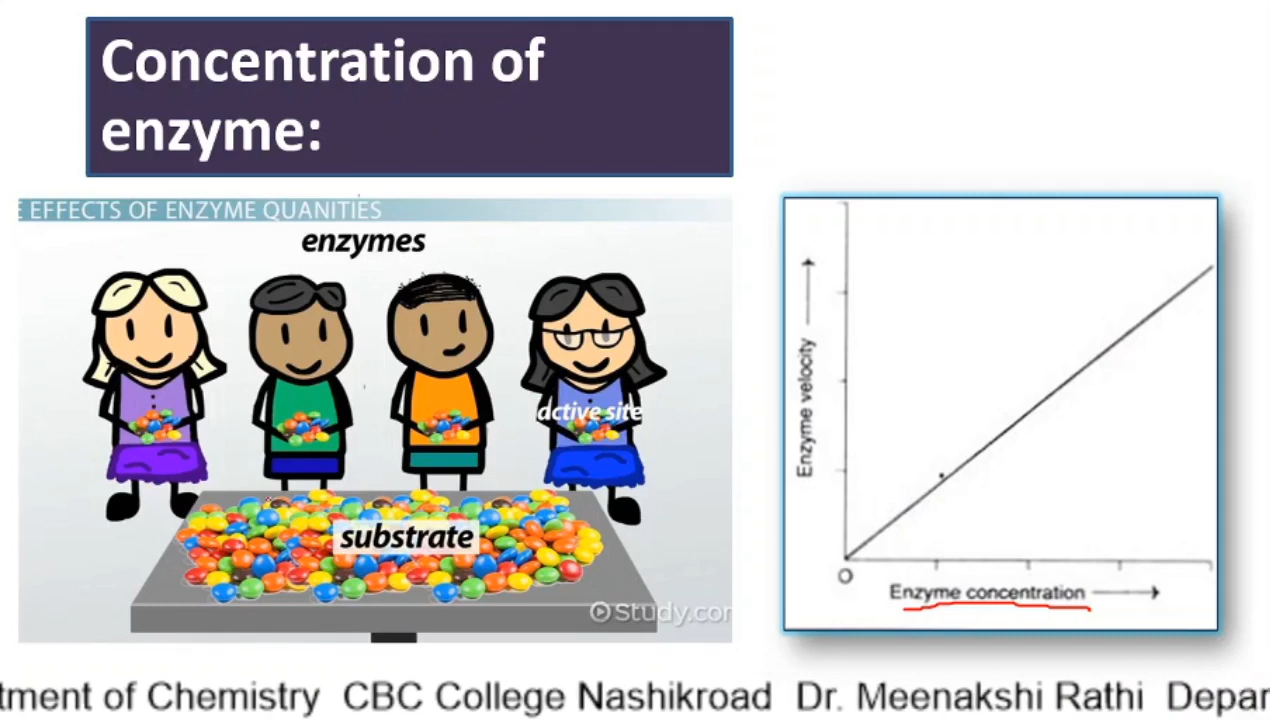 Concentration of
enzyme:
EFFECTS OF ENZYME QUANITIES
enzymes
active site
substrate
Study.com
Enzyme velocity
O
Enzyme concentration
tment of Chemistry CBC College Nashikroad Dr. Meenakshi Rathi Depar